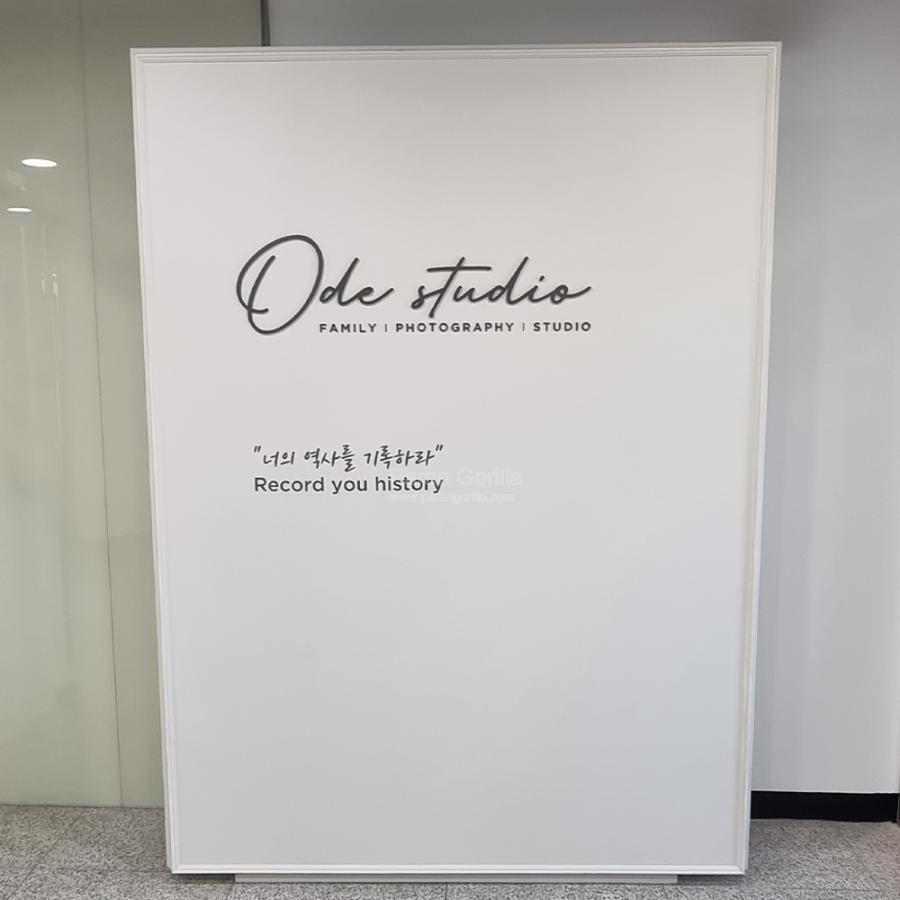 Ode studio
FAMILY | PHOTOGRAPHY | STUDIO
"너의 역사를 기록하라"
Record you history